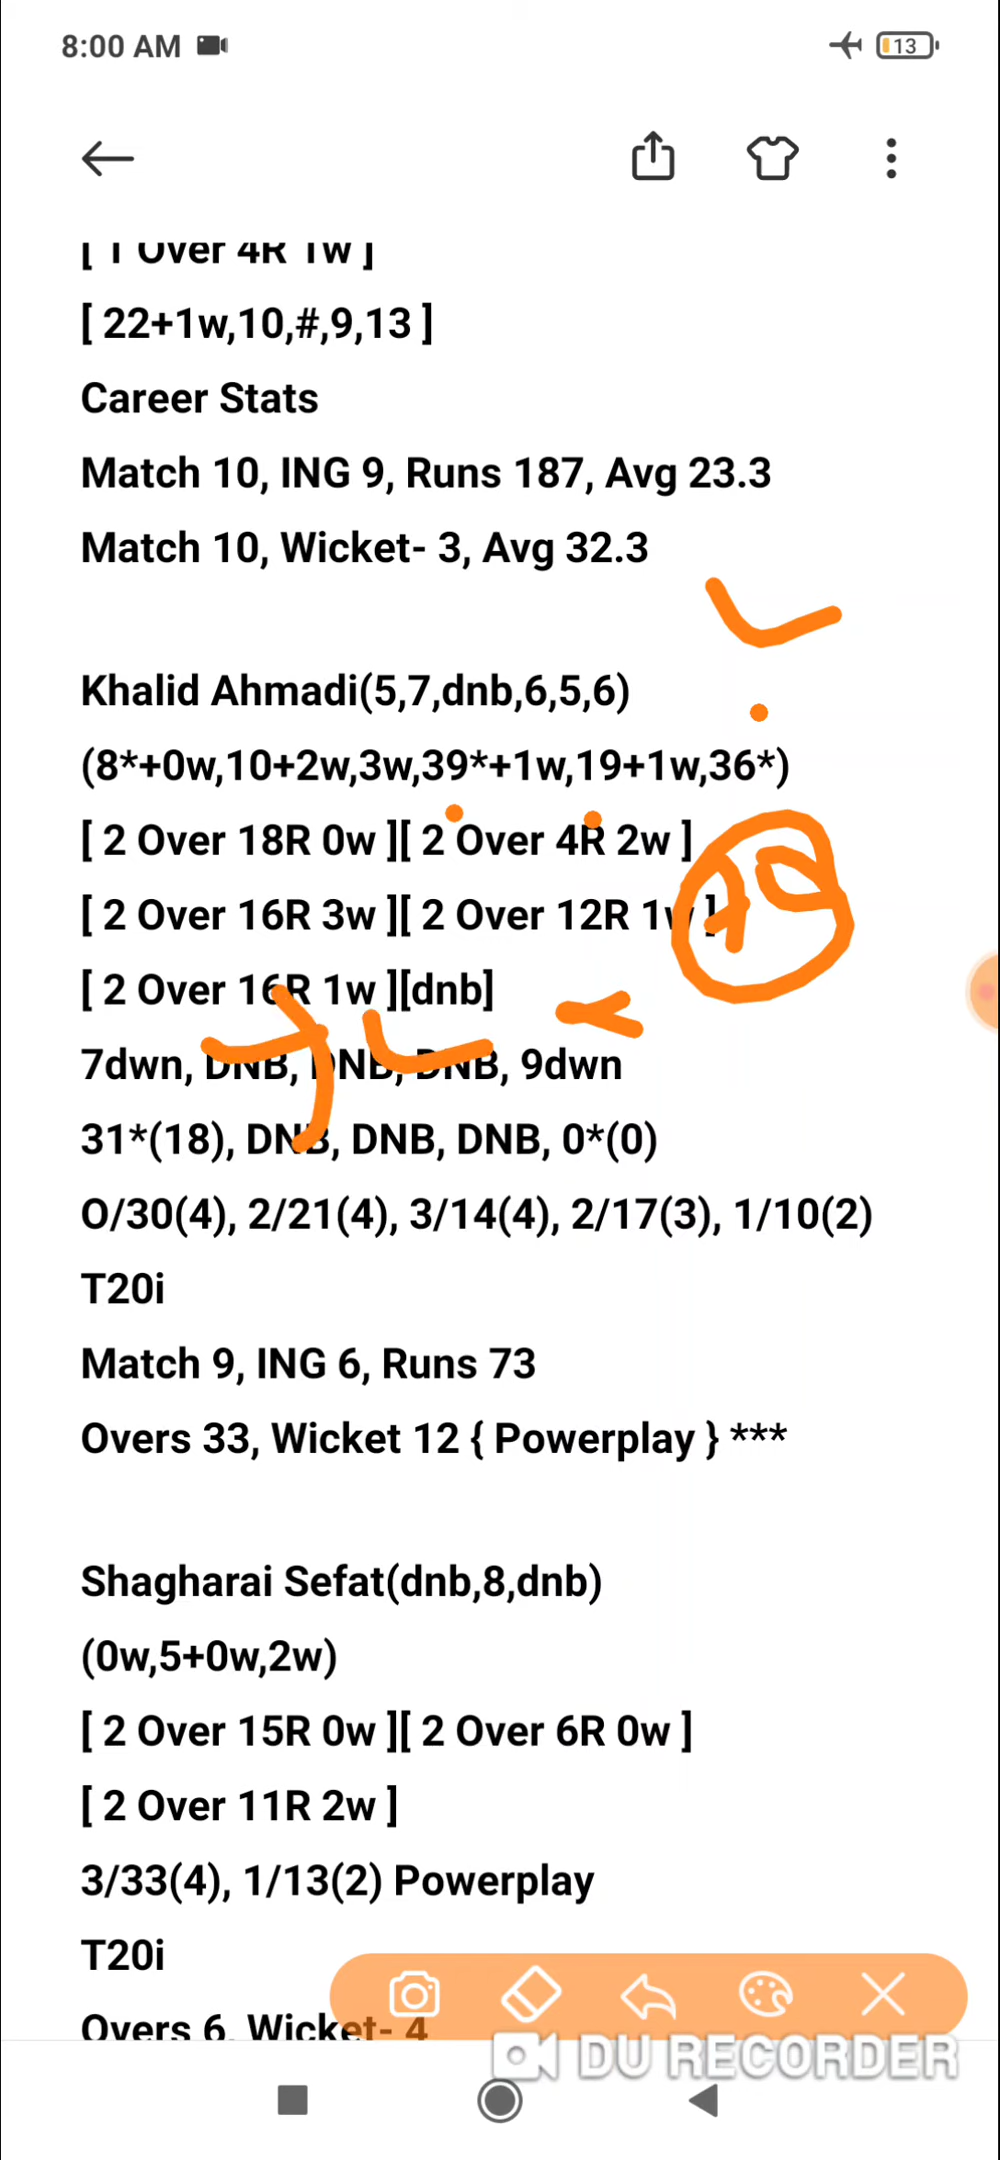 8:00 AM
13
[ 1 Over 4R 1w ]
[ 22+1w,10,#,9,13 ]
Career Stats
Match 10, ING 9, Runs 187, Avg 23.3
Match 10, Wicket- 3, Avg 32.3
Khalid Ahmadi(5,7,dnb,6,5,6)
(8*+0w,10+2w,3w,39*+1w,19+1w,36*)
[ 2 Over 18R 0w ][ 2 Over 4R 2w ]
[ 2 Over 16R 3w ][ 2 Over 12R 1w ]
[ 2 Over 16R 1w ][dnb]
7dwn, DNB, DNB, DNB, 9dwn
31*(18), DNB, DNB, DNB, 0*(0)
O/30(4), 2/21(4), 3/14(4), 2/17(3), 1/10(2)
T20i
Match 9, ING 6, Runs 73
Overs 33, Wicket 12 { Powerplay } ***
Shagharai Sefat(dnb,8,dnb)
(0w,5+0w,2w)
[ 2 Over 15R 0w ][ 2 Over 6R 0w ]
[ 2 Over 11R 2w ]
3/33(4), 1/13(2) Powerplay
T20i
Overs 6, Wicket- 4
DU RECORDER